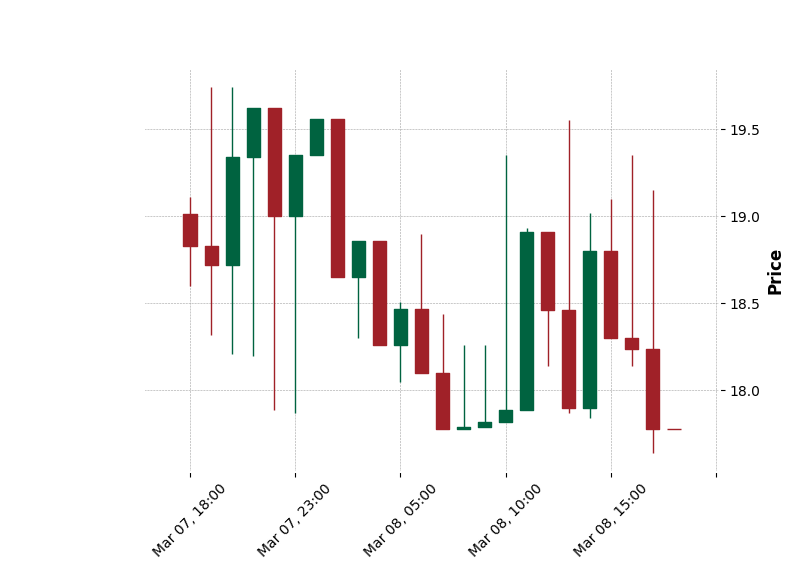 19.5
19.0
18.5
18.0
Price
Mar 07, 18:00
Mar 07, 23:00
Mar 08, 05:00
Mar 08, 10:00
Mar 08, 15:00